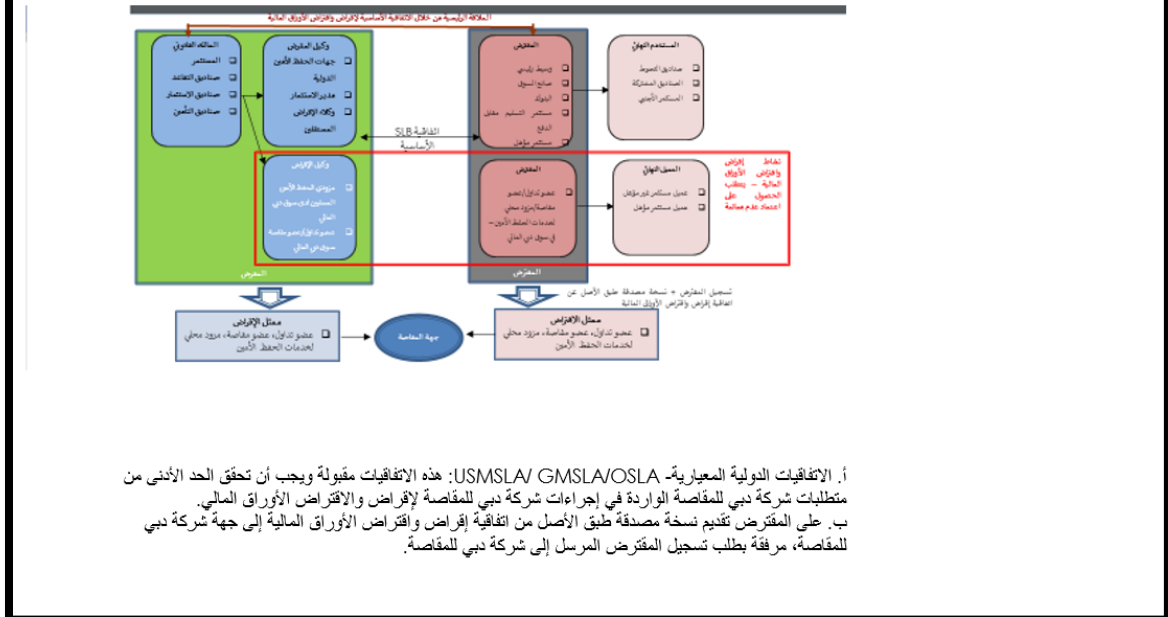 العلاقة الرئيسية من خلال الاتفاقية الأساسية لإقراض واقتراض الأوراق المالية
المستخدم النهائي
صناديق التحوط
الصناديق المشتركة
المستثمر الأجنبي
المقترض
وسيط رئيسي
صانع السوق
البنوك
مستثمر التسليم مقابل
الدفع
مستثمر مؤهل
وكيل المقرض
جهات الحفظ الأمين
الدولية
مدير الاستثمار
وكلاء الإقراض
المستقلين
المالك القانوني
المستثمر
صناديق التقاعد
صناديق الاستثمار
صناديق التأمين
اتفاقية SLB
الأساسية
نشاط إقراض
واقتراض الأوراق
المالية – يتطلب
الحصول على
اعتماد عدم ممانعة
العميل النهائي
عميل مستثمر غير مؤهل
عميل مستثمر مؤهل
المقترض
عضو تداول/عضو
مقاصة/مزود محلي
لخدمات الحفظ الأمين –
في سوق دبي المالي
وكيل الإقراض
مزودي الحفظ الأمين
المحليين لدى سوق دبي
المالي
عضو تداول/عضو مقاصة
سوق دبي المالي
المقترض
المقرض
تسجيل المقترض + نسخة مصدقة طبق الأصل عن
اتفاقية إقراض واقتراض الأوراق المالية
ممثل الاقتراض
عضو تداول، عضو مقاصة، مزود محلي
لخدمات الحفظ الأمين
جهة المقاصة
ممثل الإقراض
عضو تداول، عضو مقاصة، مزود محلي
لخدمات الحفظ الأمين
أ. الاتفاقيات الدولية المعيارية- USMSLA/ GMSLA/OSLA: هذه الاتفاقيات مقبولة ويجب أن تحقق الحد الأدنى من
متطلبات شركة دبي للمقاصة الواردة في إجراءات شركة دبي للمقاصة لإقراض والاقتراض الأوراق المالي.
ب. على المقترض تقديم نسخة مصدقة طبق الأصل من اتفاقية إقراض واقتراض الأوراق المالية إلى جهة شركة دبي
للمقاصة، مرفقة بطلب تسجيل المقترض المرسل إلى شركة دبي للمقاصة.